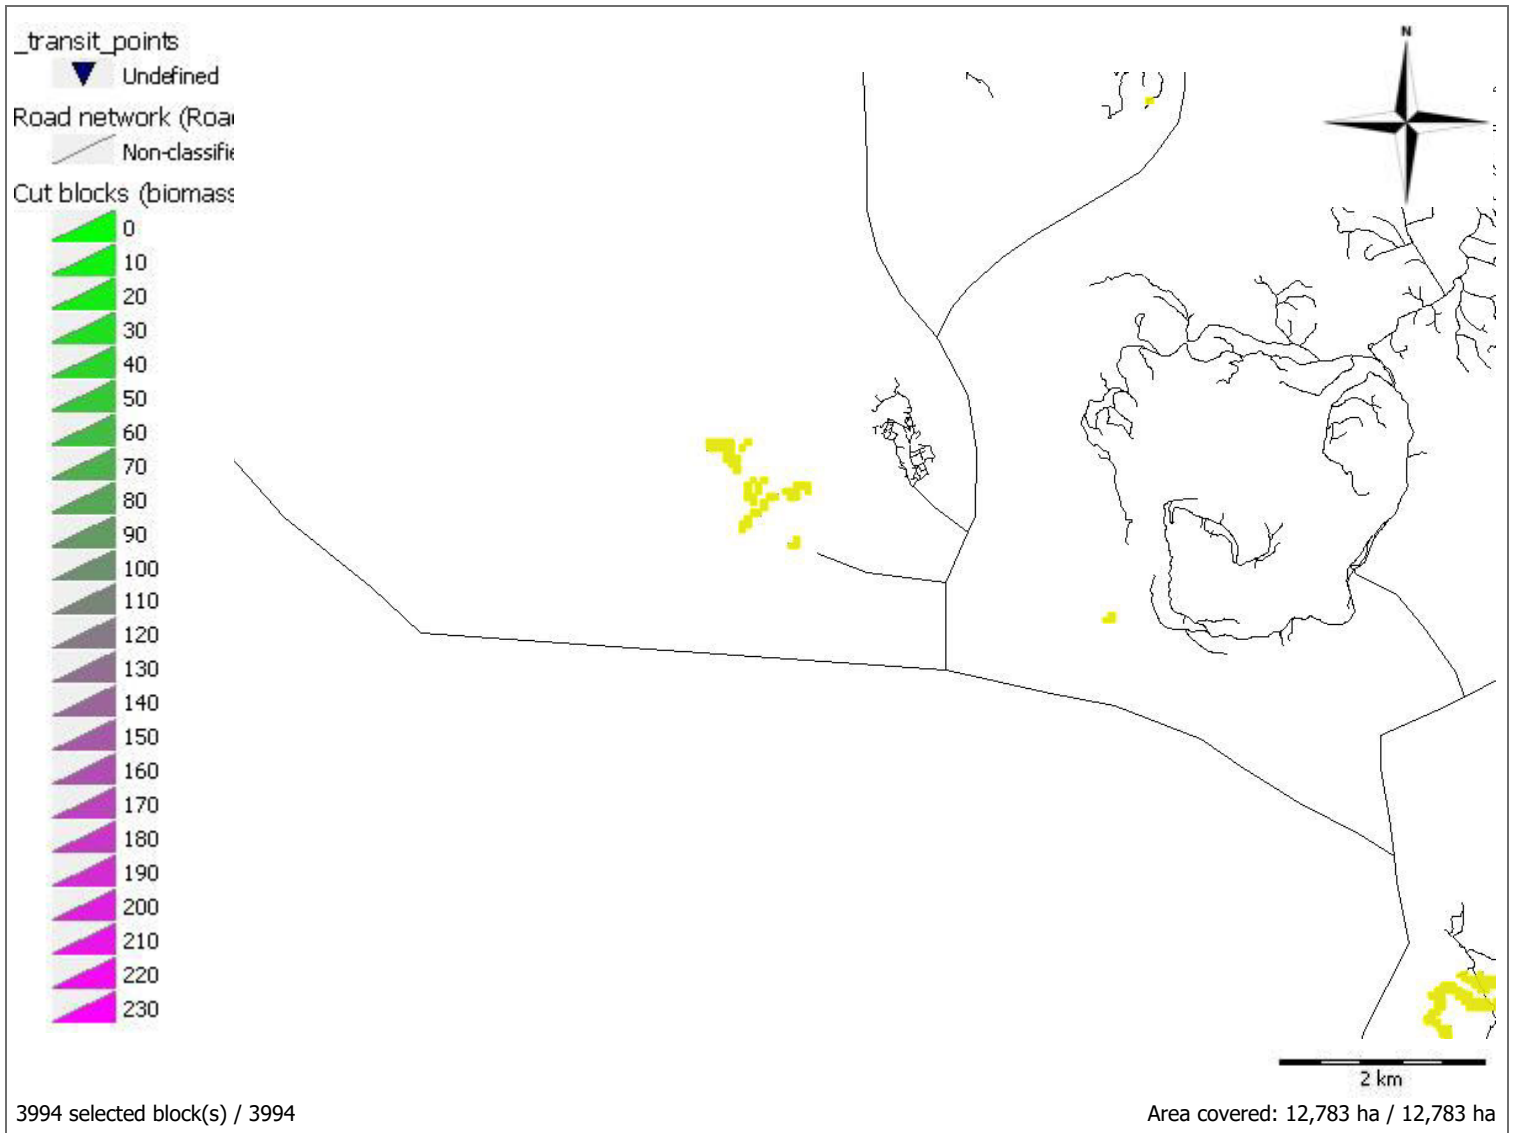 _transit_points
Undefined
Road network (Roa
Non-classifie
Cut blocks (biomass
0
10
20
30
40
50
60
70
80
90
100
110
120
130
140
150
160
170
180
190
200
210
220
230
N
2 km
3994 selected block(s) / 3994
Area covered: 12,783 ha / 12,783 ha